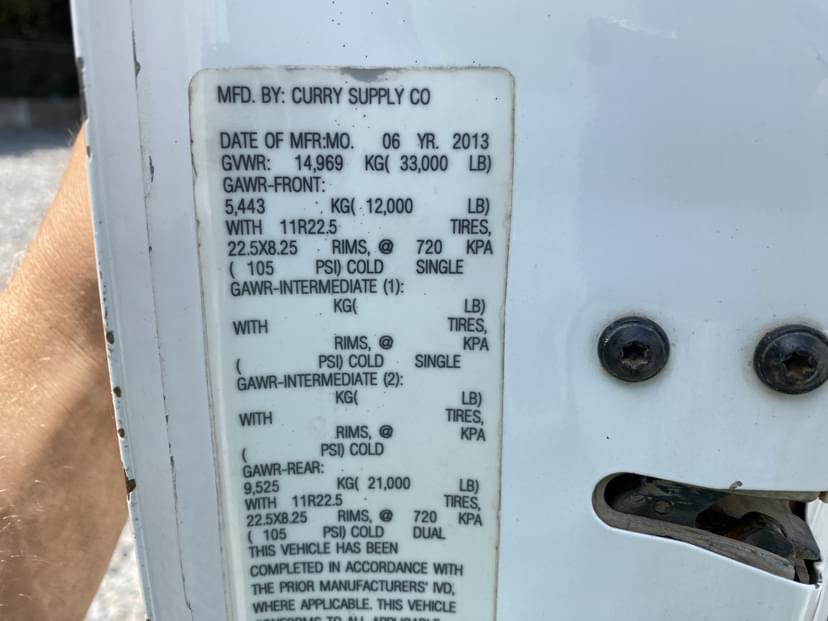 MFD. BY: CURRY SUPPLY CO
DATE OF MFR:MO. 06 YR. 2013
GVWR: 14,969 KG( 33,000 LB)
GAWR-FRONT:
5,443 KG( 12,000 LB)
WITH 11R22.5 TIRES,
22.5X8.25 RIMS, @ 720 KPA
( 105 PSI) COLD SINGLE
GAWR-INTERMEDIATE (1):
KG( LB)
WITH TIRES,
RIMS, @ KPA
( PSI) COLD SINGLE
GAWR-INTERMEDIATE (2):
KG( LB)
WITH TIRES,
RIMS, @ KPA
( PSI) COLD
GAWR-REAR:
9,525 KG( 21,000 LB)
WITH 11R22.5 TIRES,
22.5X8.25 RIMS, @ 720 KPA
( 105 PSI) COLD DUAL
THIS VEHICLE HAS BEEN
COMPLETED IN ACCORDANCE WITH
THE PRIOR MANUFACTURERS' IVD,
WHERE APPLICABLE. THIS VEHICLE
CONFORMS TO ALL APPLICABLE